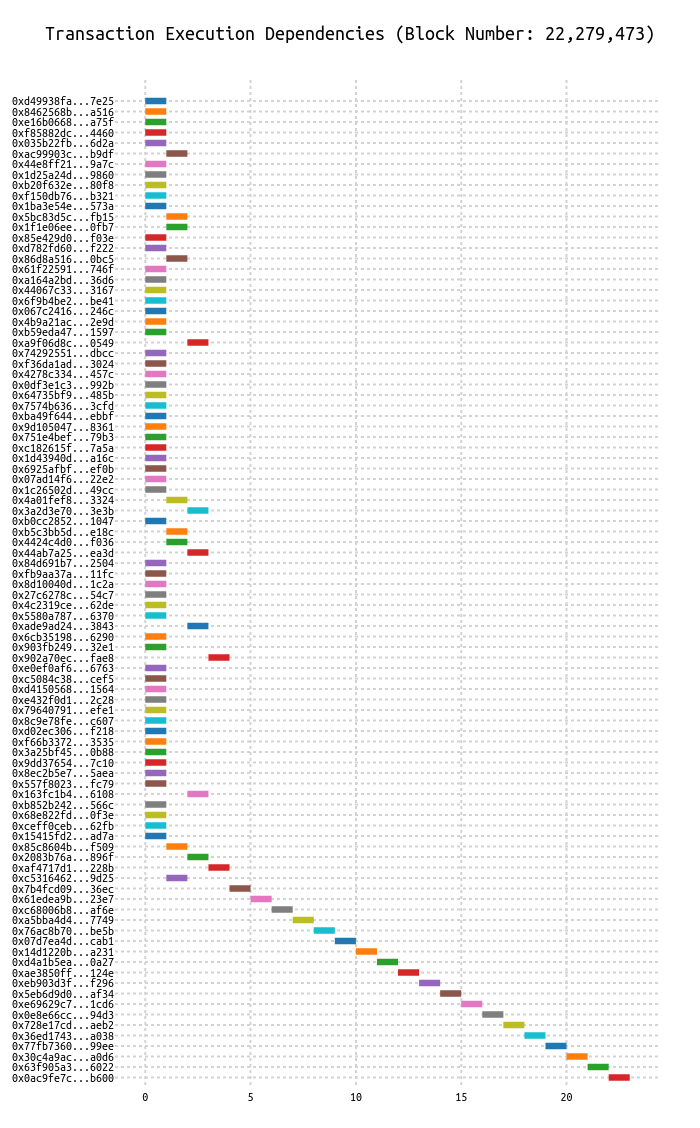 Transaction Execution Dependencies (Block Number: 22,279,473)
0xd49938fa...7e25
0x8462568b...a516
0xe16b0668...a75f
0xf85882dc...4460
0x035b22fb...6d2a
0xac99903c...b9df
0x44e8ff21...9a7c
0x1d25a24d...9860
0xb20f632e...80f8
0xf150db76...b321
0x1ba3e54e...573a
0x5bc83d5c...fb15
0x1f1e06ee...0fb7
0x85e429d0...f03e
0xd782fd60...f222
0x86d8a516...0bc5
0x61f22591...746f
0xa164a2bd...36d6
0x44067c33...3167
0x6f9b4be2...be41
0x067c2416...246c
0x4b9a21ac...2e9d
0xb59eda47...1597
0xa9f06d8c...0549
0x74292551...dbcc
0xf36da1ad...3024
0x4278c334...457c
0x0df3e1c3...992b
0x64735bf9...485b
0x7574b636...3cfd
0xba49f644...ebbf
0x9d105047...8361
0x751e4bef...79b3
0xc182615f...7a5a
0x1d43940d...a16c
0x6925afbf...ef0b
0x07ad14f6...22e2
0x1c26502d...49cc
0x4a01fef8...3324
0x3a2d3e70...3e3b
0xb0cc2852...1047
0xb5c3bb5d...e18c
0x4424c4d0...f036
0x44ab7a25...ea3d
0x84d691b7...2504
0xfb9aa37a...11fc
0x8d10040d...1c2a
0x27c6278c...54c7
0x4c2319ce...62de
0x5580a787...6370
0xade9ad24...3843
0x6cb35198...6290
0x903fb249...32e1
0x902a70ec...fae8
0xe0ef0af6...6763
0xc5084c38...cef5
0xd4150568...1564
0xe432f0d1...2c28
0x79640791...efe1
0x8c9e78fe...c607
0xd02ec306...f218
0xf66b3372...3535
0x3a25bf45...0b88
0x9dd37654...7c10
0x8ec2b5e7...5aea
0x557f8023...fc79
0x163fc1b4...6108
0xb852b242...566c
0x68e822fd...0f3e
0xceff0ceb...62fb
0x15415fd2...ad7a
0x85c8604b...f509
0x2083b76a...896f
0xaf4717d1...228b
0xc5316462...9d25
0x7b4fcd09...36ec
0x61edea9b...23e7
0xc68006b8...af6e
0xa5bba4d4...7749
0x76ac8b70...be5b
0x07d7ea4d...cab1
0x14d1220b...a231
0xd4a1b5ea...0a27
0xae3850ff...124e
0xeb903d3f...f296
0x5eb6d9d0...af34
0xe69629c7...1cd6
0x0e8e66cc...94d3
0x728e17cd...aeb2
0x36ed1743...a038
0x77fb7360...99ee
0x30c4a9ac...a0d6
0x63f905a3...6022
0x0ac9fe7c...b600
0 5 10 15 20